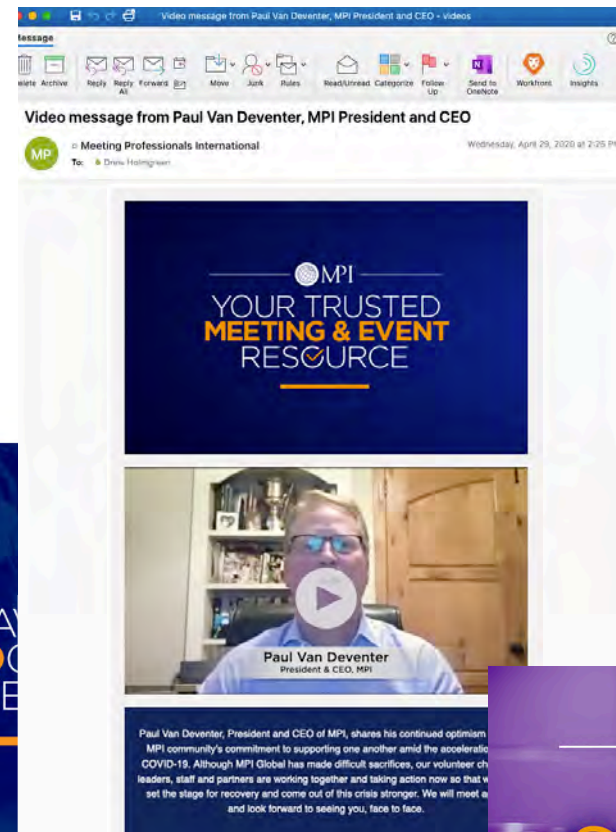 Video message from Paul Van Deventer, MPI President and CEO - videos
Message
Delete Archive Reply Reply All Forward Move Junk Rules Read/Unread Categorize Follow Up Send to OneNote Workfront Insights
Video message from Paul Van Deventer, MPI President and CEO
MP
Meeting Professionals International
Wednesday, April 29, 2020 at 2:25 PM
To: Drew Holmgreen
MPI
YOUR TRUSTED
MEETING & EVENT
RESOURCE
Paul Van Deventer
President & CEO, MPI
Paul Van Deventer, President and CEO of MPI, shares his continued optimism
MPI community's commitment to supporting one another amid the
COVID-19. Although MPI Global has made difficult sacrifices, our volunteer
leaders, staff and partners are working together and taking action now so that
set the stage for recovery and come out of this crisis stronger. We will meet
and look forward to seeing you, face to face.